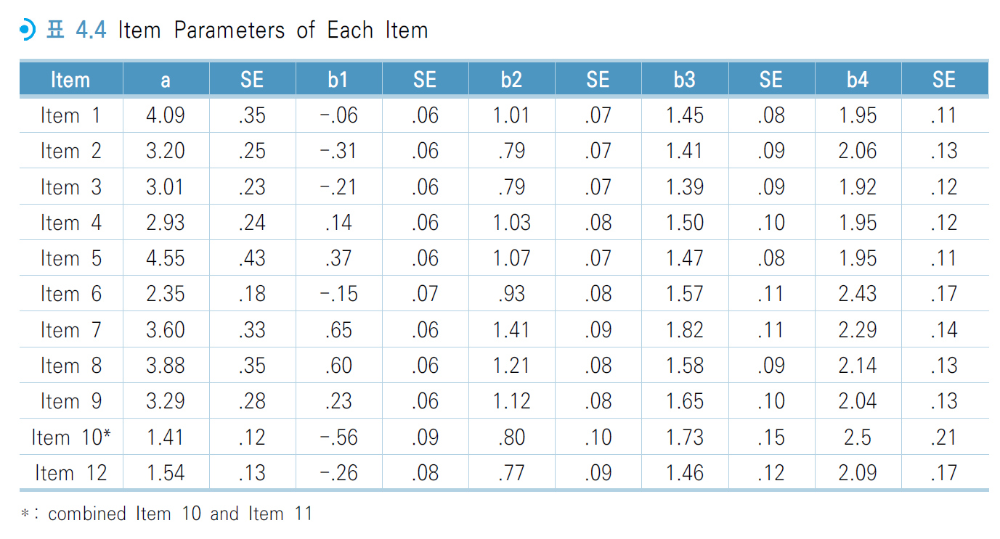 표 4.4 Item Parameters of Each Item
Item a SE b1 SE b2 SE b3 SE b4 SE
Item 1 4.09 .35 -.06 .06 1.01 .07 1.45 .08 1.95 .11
Item 2 3.20 .25 -.31 .06 .79 .07 1.41 .09 2.06 .13
Item 3 3.01 .23 -.21 .06 .79 .07 1.39 .09 1.92 .12
Item 4 2.93 .24 .14 .06 1.03 .08 1.50 .10 1.95 .12
Item 5 4.55 .43 .37 .06 1.07 .07 1.47 .08 1.95 .11
Item 6 2.35 .18 -.15 .07 .93 .08 1.57 .11 2.43 .17
Item 7 3.60 .33 .65 .06 1.41 .09 1.82 .11 2.29 .14
Item 8 3.88 .35 .60 .06 1.21 .08 1.58 .09 2.14 .13
Item 9 3.29 .28 .23 .06 1.12 .08 1.65 .10 2.04 .13
Item 10* 1.41 .12 -.56 .09 .80 .10 1.73 .15 2.5 .21
Item 12 1.54 .13 -.26 .08 .77 .09 1.46 .12 2.09 .17
*: combined Item 10 and Item 11